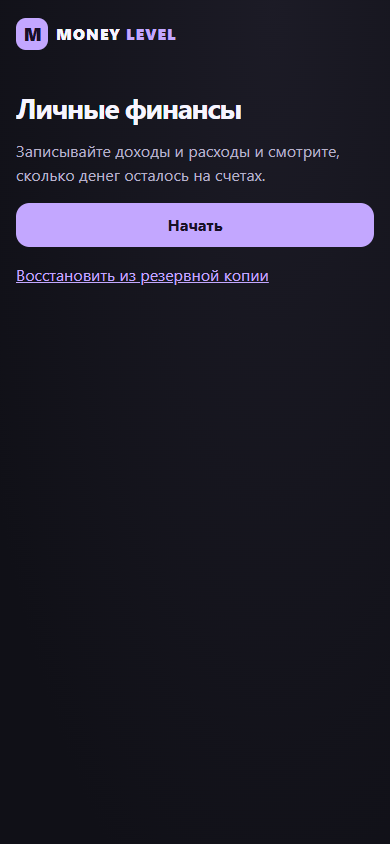 M MONEY LEVEL
Личные финансы
Записывайте доходы и расходы и смотрите,
сколько денег осталось на счетах.
Начать
Восстановить из резервной копии